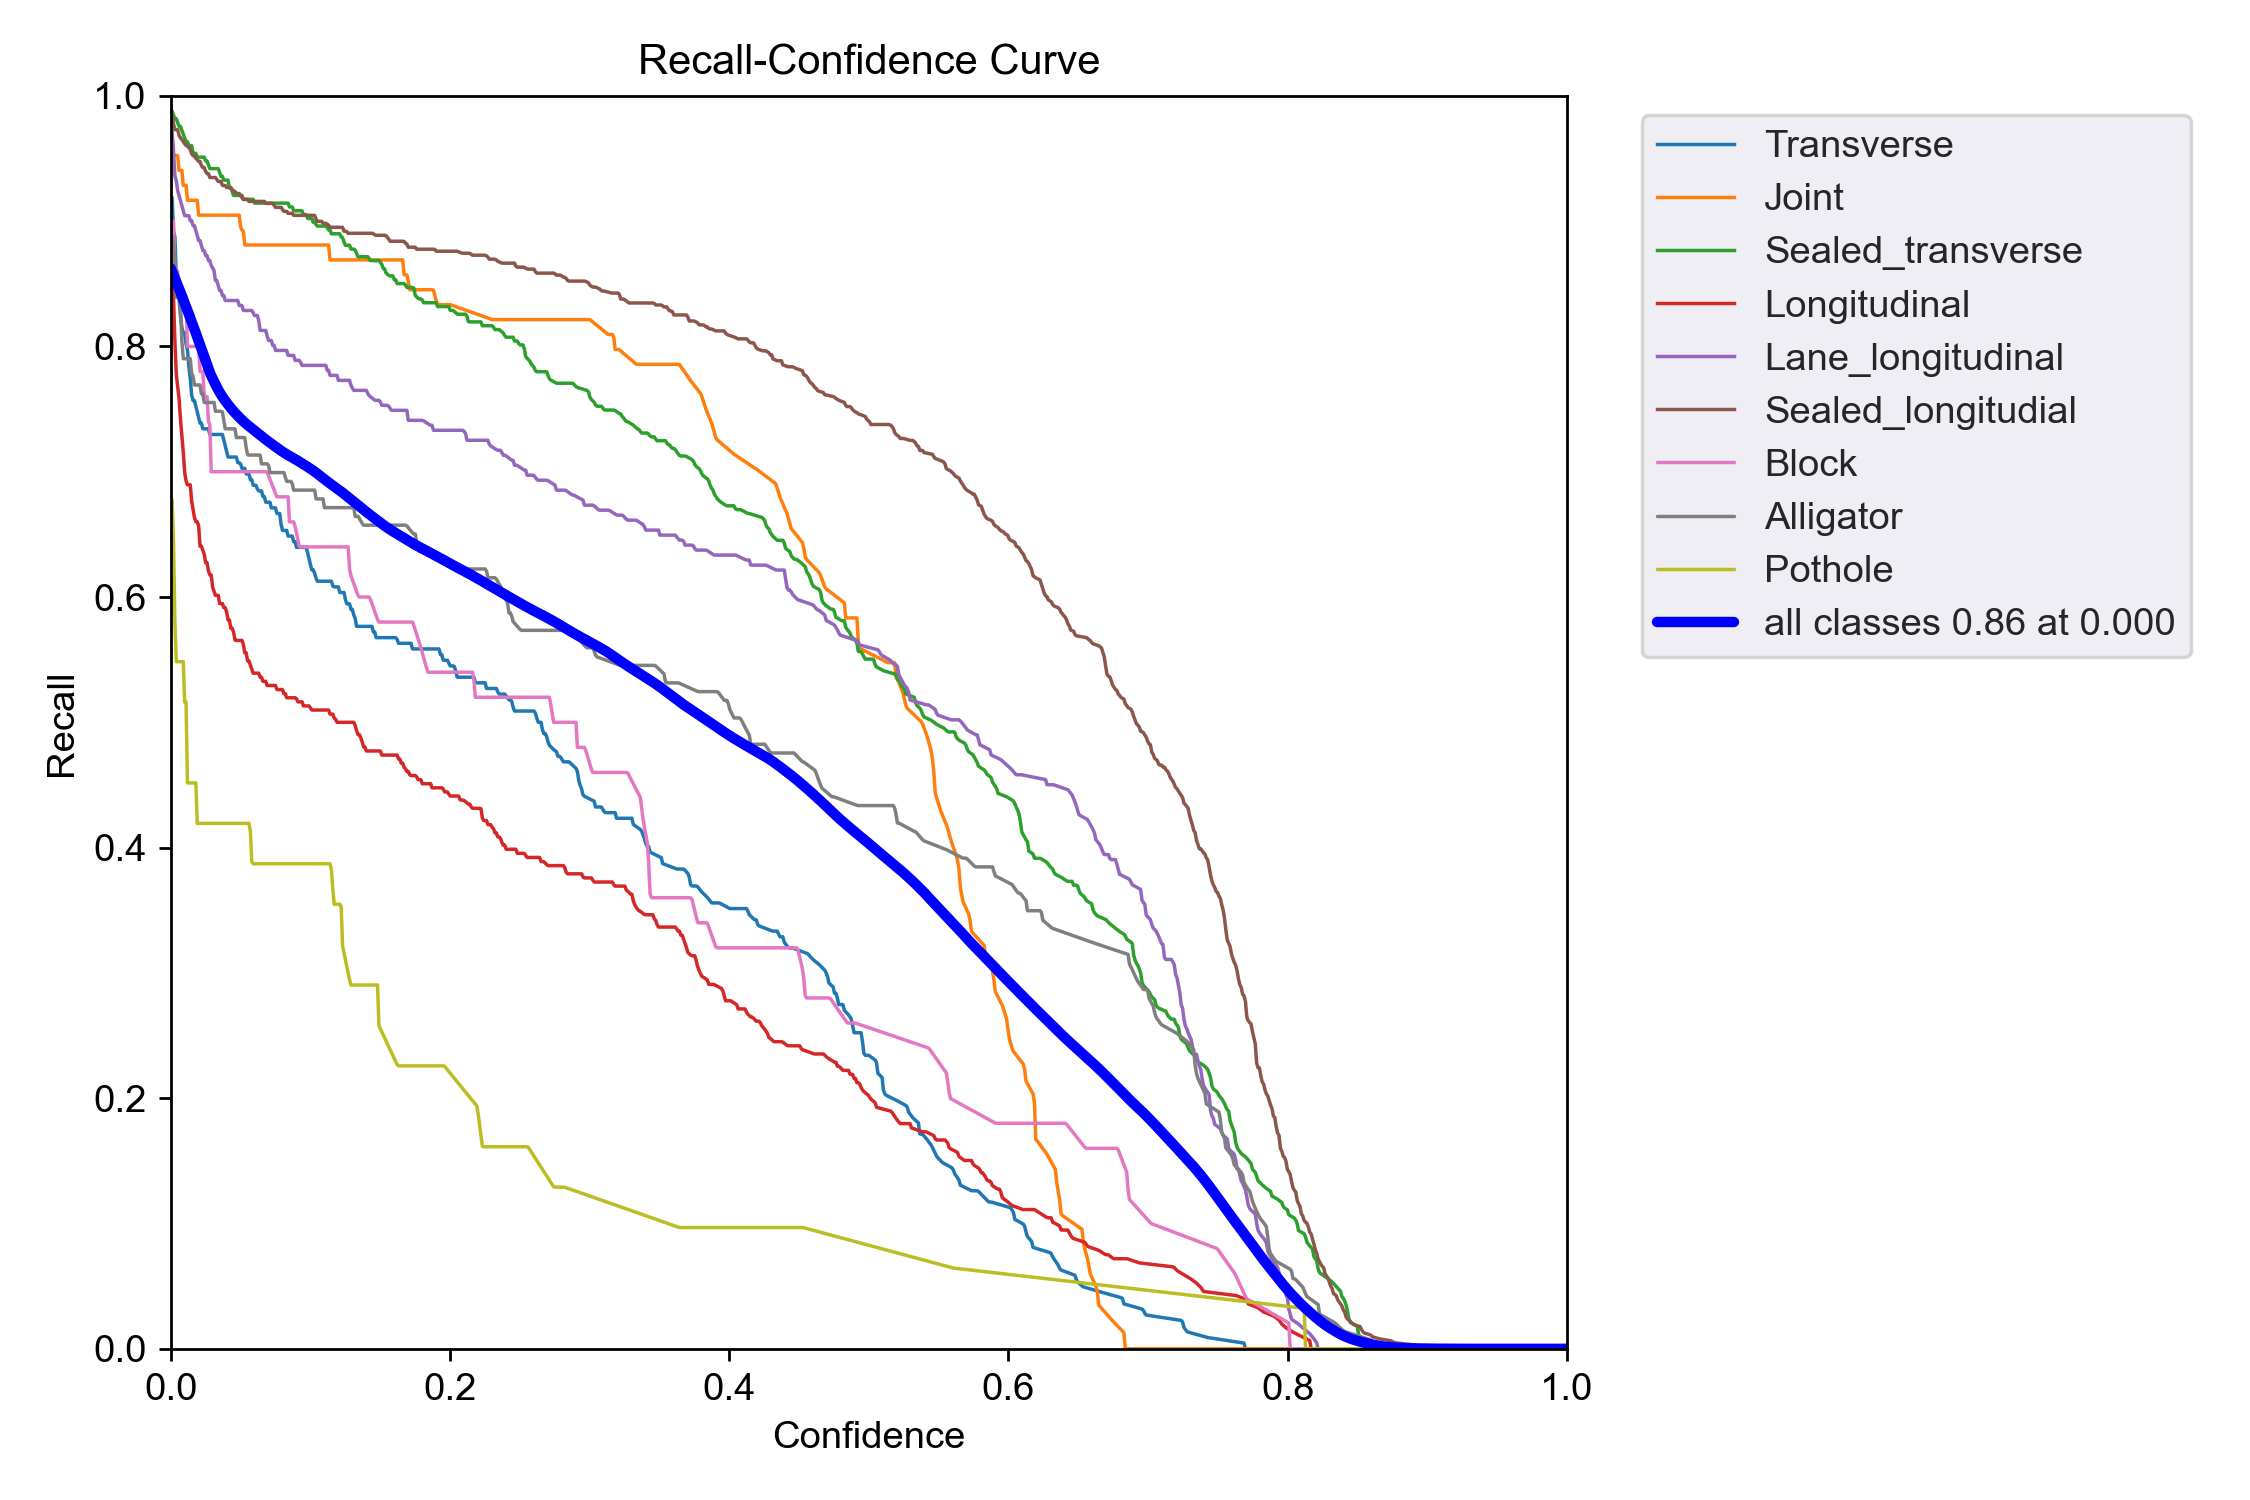 Recall-Confidence Curve
1.0
0.8
0.6
0.4
0.2
0.0
Recall
0.0 0.2 0.4 0.6 0.8 1.0
Confidence
Transverse
Joint
Sealed_transverse
Longitudinal
Lane_longitudinal
Sealed_longitudial
Block
Alligator
Pothole
all classes 0.86 at 0.000